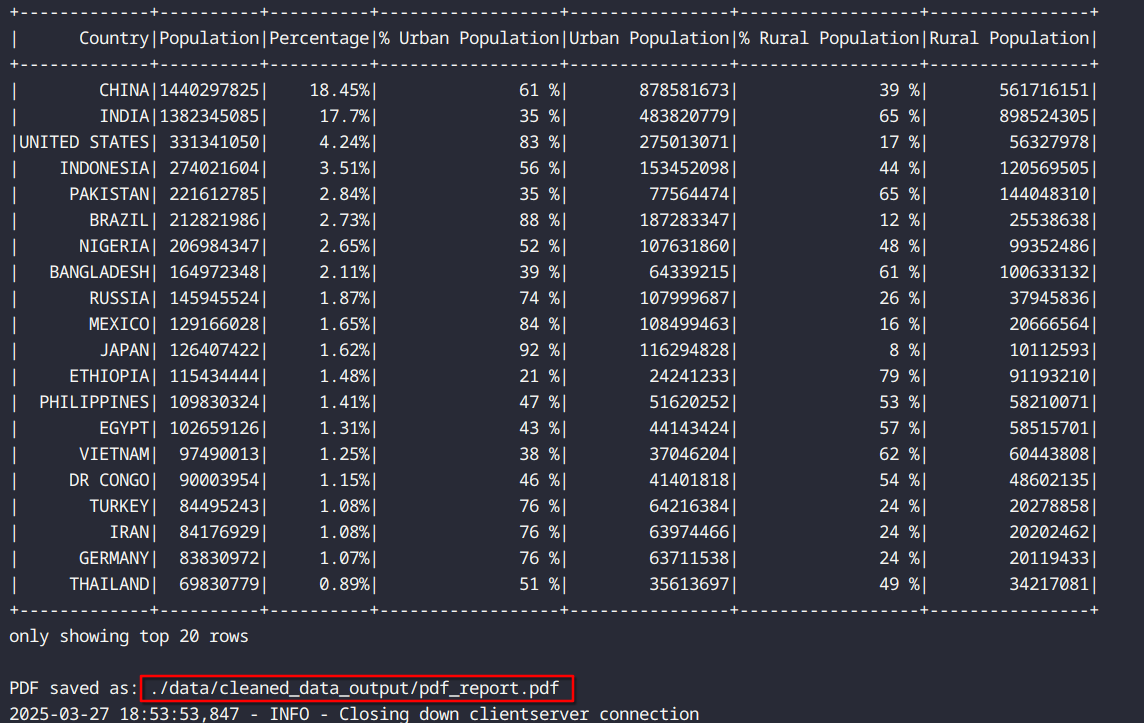 +-------------+----------+----------+------------------+----------------+------------------+----------------+
|      Country|Population|Percentage|% Urban Population|Urban Population|% Rural Population|Rural Population|
+-------------+----------+----------+------------------+----------------+------------------+----------------+
|        CHINA|1440297825|    18.45%|              61 %|       878581673|              39 %|       561716151|
|        INDIA|1382345085|     17.7%|              35 %|       483820779|              65 %|       898524305|
|UNITED STATES| 331341050|     4.24%|              83 %|       275013071|              17 %|        56327978|
|    INDONESIA| 274021604|     3.51%|              56 %|       153452098|              44 %|       120569505|
|     PAKISTAN| 221612785|     2.84%|              35 %|        77564474|              65 %|       144048310|
|       BRAZIL| 212821986|     2.73%|              88 %|       187283347|              12 %|        25538638|
|      NIGERIA| 206984347|     2.65%|              52 %|       107631860|              48 %|        99352486|
|   BANGLADESH| 164972348|     2.11%|              39 %|        64339215|              61 %|       100633132|
|       RUSSIA| 145945524|     1.87%|              74 %|       107999687|              26 %|        37945836|
|       MEXICO| 129166028|     1.65%|              84 %|       108499463|              16 %|        20666564|
|        JAPAN| 126407422|     1.62%|              92 %|       116294828|               8 %|        10112593|
|     ETHIOPIA| 115434444|     1.48%|              21 %|        24241233|              79 %|        91193210|
|  PHILIPPINES| 109830324|     1.41%|              47 %|        51620252|              53 %|        58210071|
|        EGYPT| 102659126|     1.31%|              43 %|        44143424|              57 %|        58515701|
|      VIETNAM|  97490013|     1.25%|              38 %|        37046204|              62 %|        60443808|
|     DR CONGO|  90003954|     1.15%|              46 %|        41401818|              54 %|        48602135|
|       TURKEY|  84495243|     1.08%|              76 %|        64216384|              24 %|        20278858|
|         IRAN|  84176929|     1.08%|              76 %|        63974466|              24 %|        20202462|
|      GERMANY|  83830972|     1.07%|              76 %|        63711538|              24 %|        20119433|
|     THAILAND|  69830779|     0.89%|              51 %|        35613697|              49 %|        34217081|
+-------------+----------+----------+------------------+----------------+------------------+----------------+
only showing top 20 rows
PDF saved as: ./data/cleaned_data_output/pdf_report.pdf
2025-03-27 18:53:53,847 - INFO - Closing down clientserver connection